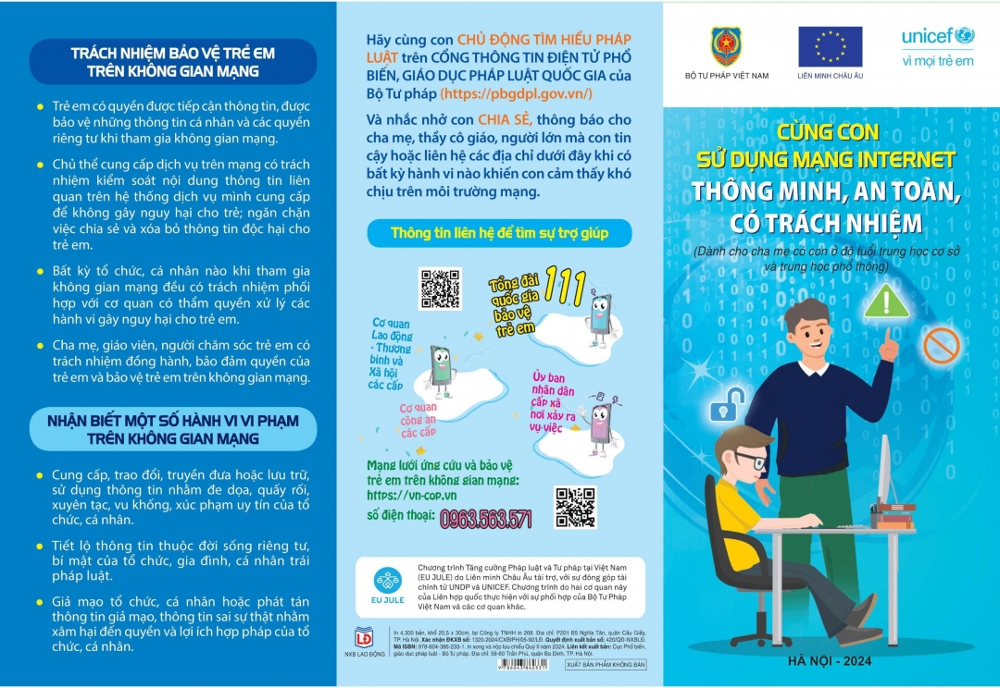 TRÁCH NHIỆM BẢO VỆ TRẺ EM
TRÊN KHÔNG GIAN MẠNG
Trẻ em có quyền được tiếp cận thông tin, được
bảo vệ những thông tin cá nhân và các quyền
riêng tư khi tham gia không gian mạng.
Chủ thể cung cấp dịch vụ trên mạng có trách
nhiệm kiểm soát nội dung thông tin liên
quan trên hệ thống dịch vụ mình cung cấp
để không gây nguy hại cho trẻ; ngăn chặn
việc chia sẻ và xóa bỏ thông tin độc hại cho
trẻ em.
Bất kỳ tổ chức, cá nhân nào khi tham gia
không gian mạng đều có trách nhiệm phối
hợp với cơ quan có thẩm quyền xử lý các
hành vi gây nguy hại cho trẻ em.
Cha mẹ, giáo viên, người chăm sóc trẻ em có
trách nhiệm đồng hành, bảo đảm quyền của
trẻ em và bảo vệ trẻ em trên không gian mạng.
NHẬN BIẾT MỘT SỐ HÀNH VI VI PHẠM
TRÊN KHÔNG GIAN MẠNG
Cung cấp, trao đổi, truyền đưa hoặc lưu trữ,
sử dụng thông tin nhằm đe dọa, quấy rối,
xuyên tạc, vu khống, xúc phạm uy tín của tổ
chức, cá nhân.
Tiết lộ thông tin thuộc đời sống riêng tư,
bí mật của tổ chức, gia đình, cá nhân trái
pháp luật.
Giả mạo tổ chức, cá nhân hoặc phát tán
thông tin giả mạo, thông tin sai sự thật nhằm
xâm hại đến quyền và lợi ích hợp pháp của tổ
chức, cá nhân.
Hãy cùng con CHỦ ĐỘNG TÌM HIỂU PHÁP
LUẬT trên CỔNG THÔNG TIN ĐIỆN TỬ PHỔ
BIẾN, GIÁO DỤC PHÁP LUẬT QUỐC GIA của
Bộ Tư pháp (https://pbgdpl.gov.vn/)
Và nhắc nhở con CHIA SẺ, thông báo cho
cha mẹ, thầy cô giáo, người lớn mà con tin
cậy hoặc liên hệ các địa chỉ dưới đây khi có
bất kỳ hành vi nào khiến con cảm thấy khó
chịu trên môi trường mạng.
Thông tin liên hệ để tìm sự trợ giúp
Tổng đài 111
quốc gia
bảo vệ
trẻ em
Cơ quan
Lao động
- Thương
binh và
Xã hội
các cấp
Cơ quan
công an
các cấp
Ủy ban
nhân dân
cấp xã
nơi xảy ra
vụ việc
Mạng lưới ứng cứu và bảo vệ
trẻ em trên không gian mạng:
https://vn-cop.vn
số điện thoại: 0963.563.571
EU JULE
Chương trình Tăng cường Pháp luật và Tư pháp tại Việt Nam
(EU JULE) do Liên minh Châu Âu tài trợ, với sự đóng góp tài
chính từ UNDP và UNICEF. Chương trình do hai cơ quan này
của Liên hợp quốc thực hiện với sự phối hợp của Bộ Tư Pháp
Việt Nam và các cơ quan khác.
LĐ
NXB LAO ĐỘNG
In 4.300 bản, khổ 20,5 x 30cm, tại Công ty TNHH in 268. Địa chỉ: P201 B5 Nghĩa Tân, quận Cầu Giấy,
TP. Hà Nội. Xác nhận ĐKXB số: 1320-2024/CXBIPH/05-92/LĐ. Quyết định xuất bản số: 420/QĐ-NXBLĐ.
Mã ISBN: 978-604-386-233-1. In xong và nộp lưu chiểu Quý II năm 2024. Liên kết xuất bản: Cục Phổ biến,
giáo dục pháp luật - Bộ Tư pháp. Địa chỉ: 58-60 Trần Phú, quận Ba Đình, TP. Hà Nội.
XUẤT BẢN PHẨM KHÔNG BÁN
BỘ TƯ PHÁP VIỆT NAM
LIÊN MINH CHÂU ÂU
unicef
vì mọi trẻ em
CÙNG CON
SỬ DỤNG MẠNG INTERNET
THÔNG MINH, AN TOÀN,
CÓ TRÁCH NHIỆM
(Dành cho cha mẹ có con ở độ tuổi trung học cơ sở
và trung học phổ thông)
HÀ NỘI - 2024